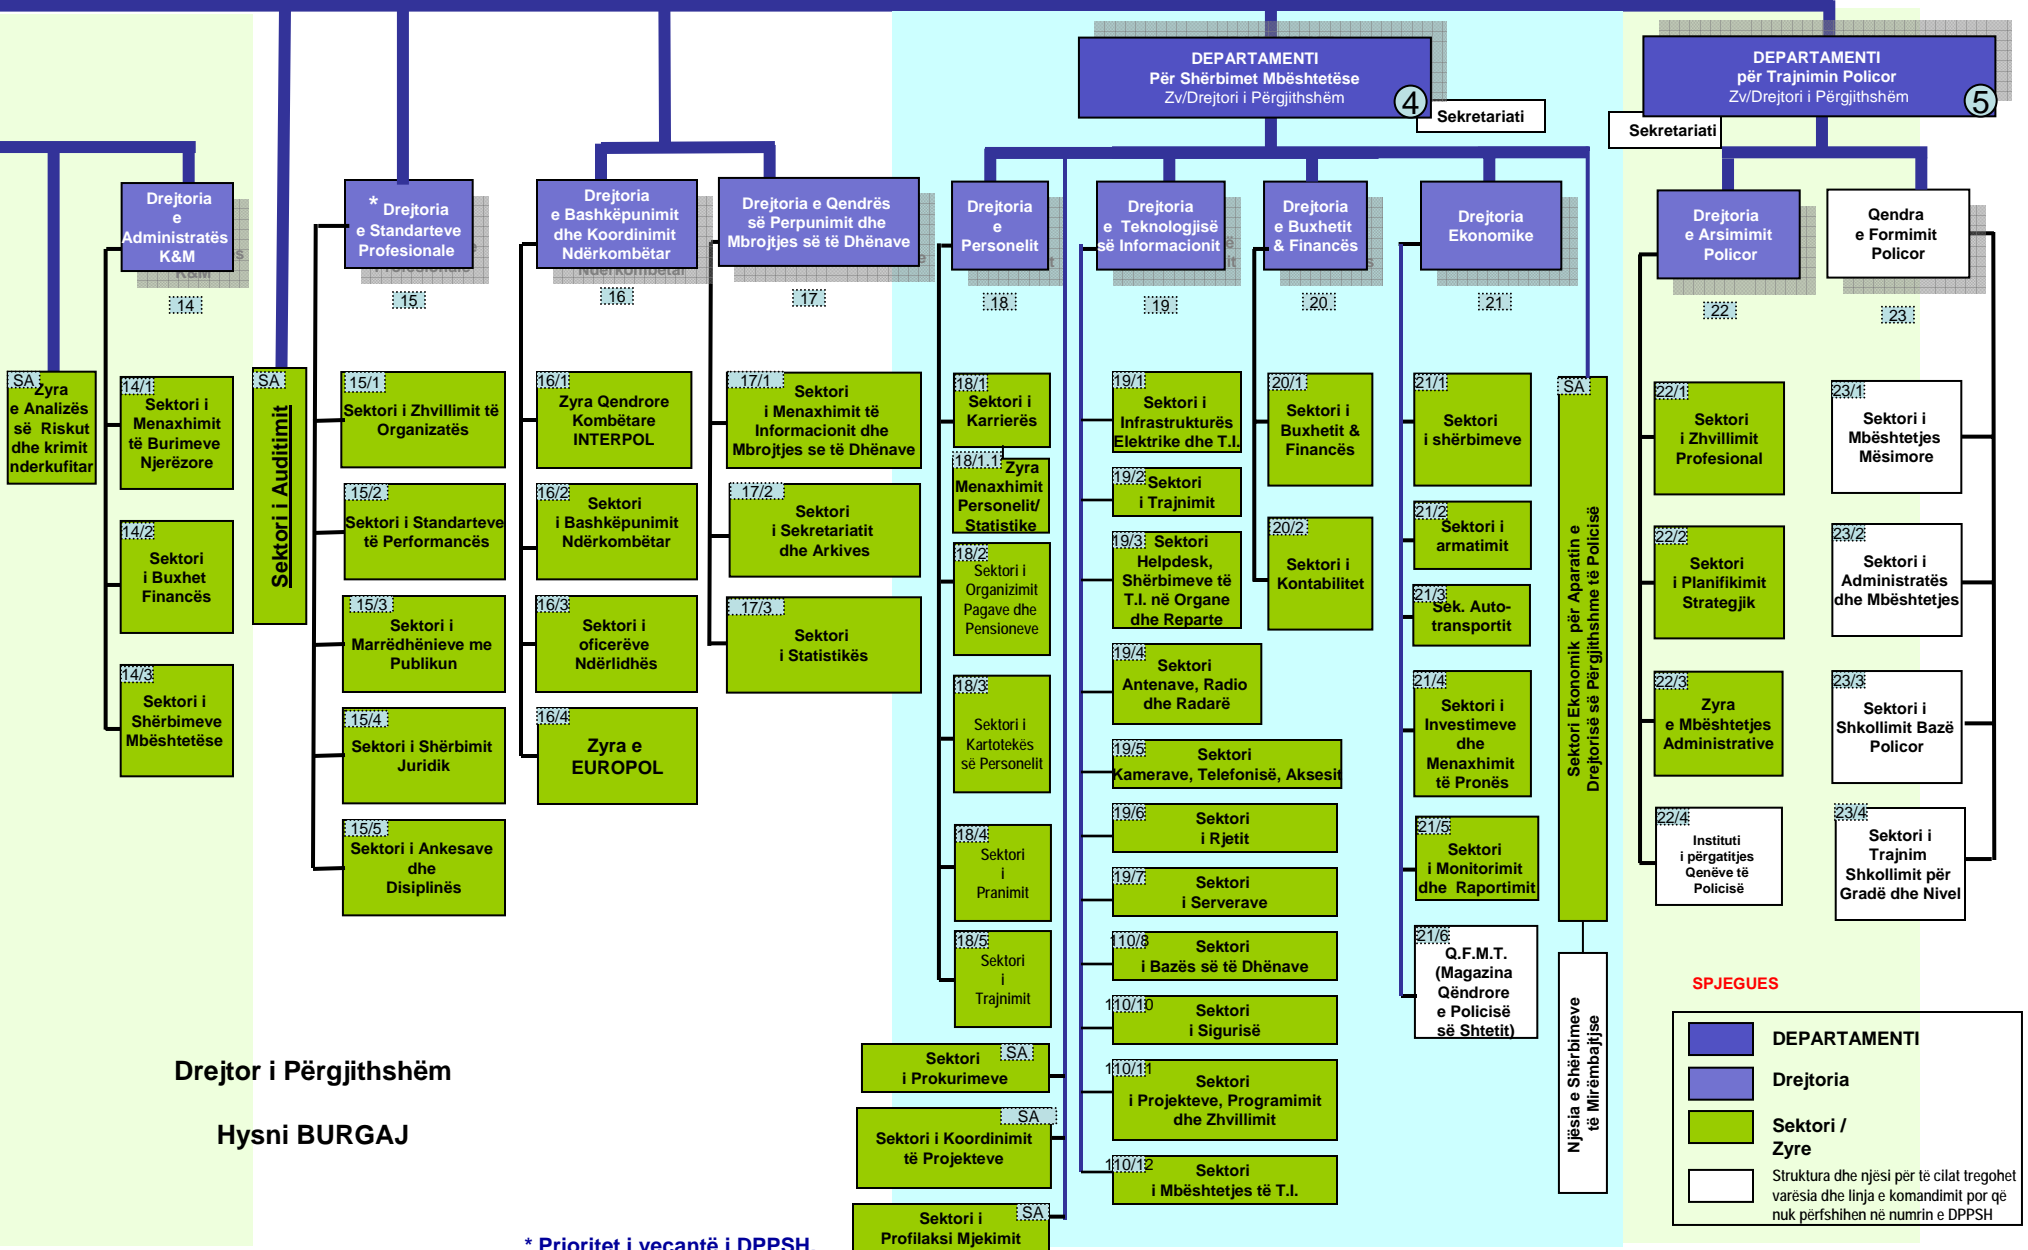 DEPARTAMENTI
Për Shërbimet Mbështetëse
Zv/Drejtori i Përgjithshëm
4
Sekretariati
DEPARTAMENTI
për Trajnimin Policor
Zv/Drejtori i Përgjithshëm
5
Sekretariati
Drejtoria
e
Administratës
K&M
14
SA
Zyra
e Analizës
së Riskut
dhe krimit
nderkufitar
14/1
Sektori i
Menaxhimit
të Burimeve
Njerëzore
14/2
Sektori
i Buxhet
Financës
14/3
Sektori i
Shërbimeve
Mbështetëse
SA
Sektori i Auditimit
* Drejtoria
e Standarteve
Profesionale
15
15/1
Sektori i Zhvillimit të
Organizatës
15/2
Sektori i Standarteve
të Performancës
15/3
Sektori i
Marrëdhënieve me
Publikun
15/4
Sektori i Shërbimit
Juridik
15/5
Sektori i Ankesave
dhe
Disiplinës
Drejtoria
e Bashkëpunimit
dhe Koordinimit
Ndërkombëtar
16
16/1
Zyra Qendrore
Kombëtare
INTERPOL
16/2
Sektori
i Bashkëpunimit
Ndërkombëtar
16/3
Sektori i
oficerëve
Ndërlidhës
16/4
Zyra e
EUROPOL
Drejtoria e Qendrës
së Perpunimit dhe
Mbrojtjes së të Dhënave
17
17/1
Sektori
i Menaxhimit të
Informacionit dhe
Mbrojtjes se të Dhënave
17/2
Sektori
i Sekretariatit
dhe Arkives
17/3
Sektori
i Statistikës
Drejtoria
e
Personelit
18
18/1
Sektori i
Karrierës
18/1.1
Zyra
Menaxhimit
Personelit/
Statistike
18/2
Sektori i
Organizimit
Pagave dhe
Pensioneve
18/3
Sektori i
Kartotekës
së Personelit
18/4
Sektori
i
Pranimit
18/5
Sektori
i
Trajnimit
SA
Sektori
i Prokurimeve
SA
Sektori i Koordinimit
të Projekteve
SA
Sektori i
Profilaksi Mjekimit
Drejtoria
e Teknologjisë
së Informacionit
19
19/1
Sektori i
Infrastrukturës
Elektrike dhe T.I.
19/2
Sektori
i Trajnimit
19/3
Sektori
Helpdesk,
Shërbimeve të
T.I. në Organe
dhe Reparte
19/4
Sektori
Antenave, Radio
dhe Radarë
19/5
Sektori
Kamerave, Telefonisë, Aksesit
19/6
Sektori
i Rjetit
19/7
Sektori
i Serverave
110/8
Sektori
i Bazës së të Dhënave
110/10
Sektori
i Sigurisë
110/11
Sektori
i Projekteve, Programimit
dhe Zhvillimit
110/12
Sektori
i Mbështetjes të T.I.
Drejtoria
e Buxhetit
& Financës
20
20/1
Sektori i
Buxhetit &
Financës
20/2
Sektori i
Kontabilitet
Drejtoria
Ekonomike
21
21/1
Sektori
i shërbimeve
21/2
Sektori i
armatimit
21/3
Sek. Auto-
transportit
21/4
Sektori i
Investimeve
dhe
Menaxhimit
të Pronës
21/5
Sektori
i Monitorimit
dhe Raportimit
21/6
Q.F.M.T.
(Magazina
Qëndrore
e Policisë
së Shtetit)
SA
Sektori Ekonomik për Aparatin e
Drejtorisë së Përgjithshme të Policisë
Njësia e Shërbimeve
të Mirëmbajtjse
Drejtoria
e Arsimimit
Policor
22
22/1
Sektori
i Zhvillimit
Profesional
22/2
Sektori
i Planifikimit
Strategjik
22/3
Zyra
e Mbështetjes
Administrative
22/4
Instituti
i përgatitjes
Qenëve të
Policisë
Qendra
e Formimit
Policor
23
23/1
Sektori i
Mbështetjes
Mësimore
23/2
Sektori i
Administratës
dhe Mbështetjes
23/3
Sektori i
Shkollimit Bazë
Policor
23/4
Sektori i
Trajnim
Shkollimit për
Gradë dhe Nivel
SPJEGUES
DEPARTAMENTI
Drejtoria
Sektori /
Zyre
Struktura dhe njësi për të cilat tregohet
varësia dhe linja e komandimit por që
nuk përfshihen në numrin e DPPSH
Drejtor i Përgjithshëm
Hysni BURGAJ
* Prioritet i veçantë i DPPSH.